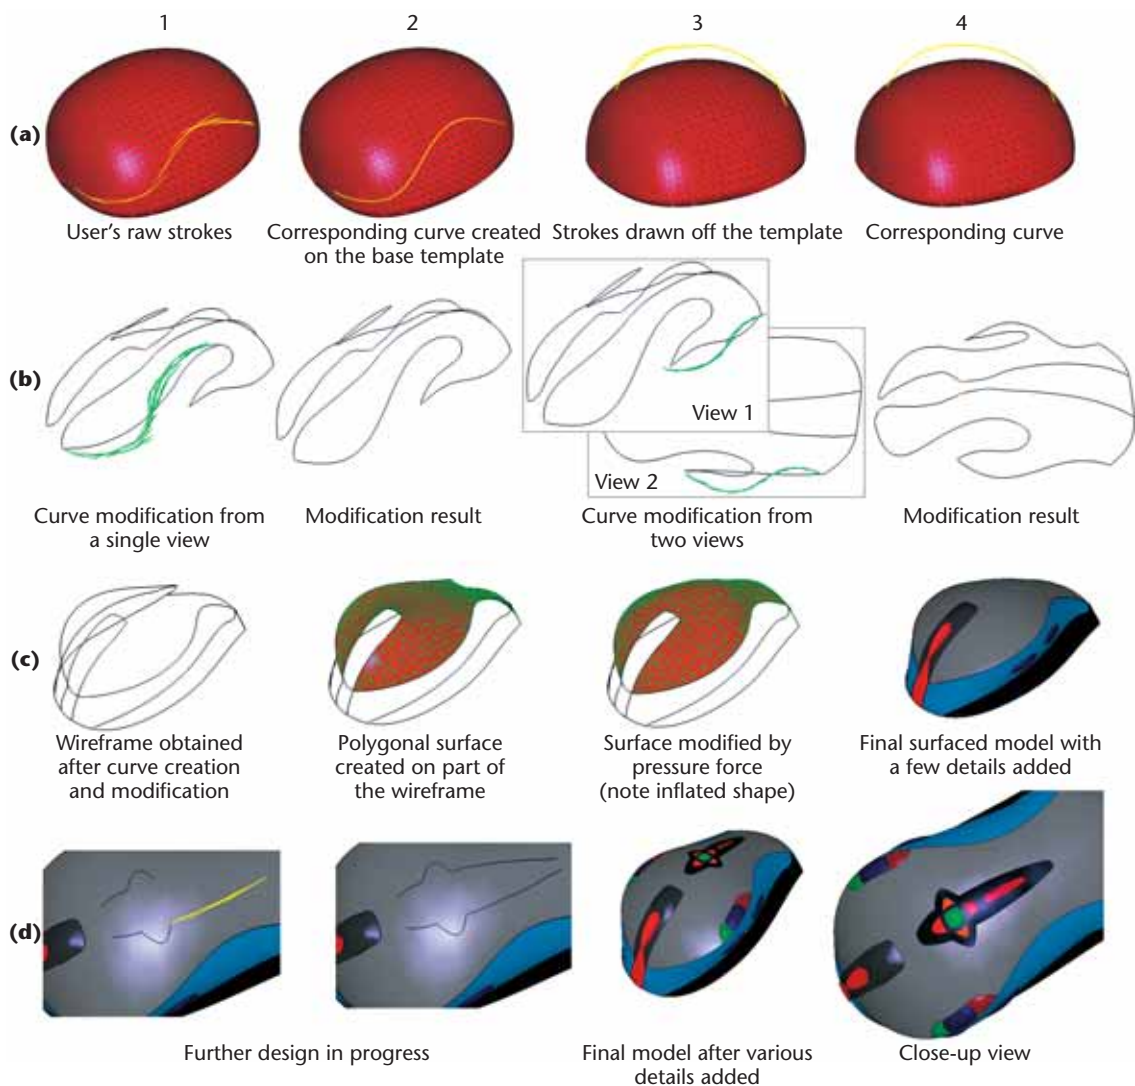 1 2 3 4
(a)
User's raw strokes
Corresponding curve created
on the base template
Strokes drawn off the template
Corresponding curve
(b)
View 1
View 2
Curve modification from
a single view
Modification result
Curve modification from
two views
Modification result
(c)
Wireframe obtained
after curve creation
and modification
Polygonal surface
created on part of
the wireframe
Surface modified by
pressure force
(note inflated shape)
Final surfaced model with
a few details added
(d)
Further design in progress
Final model after various
details added
Close-up view